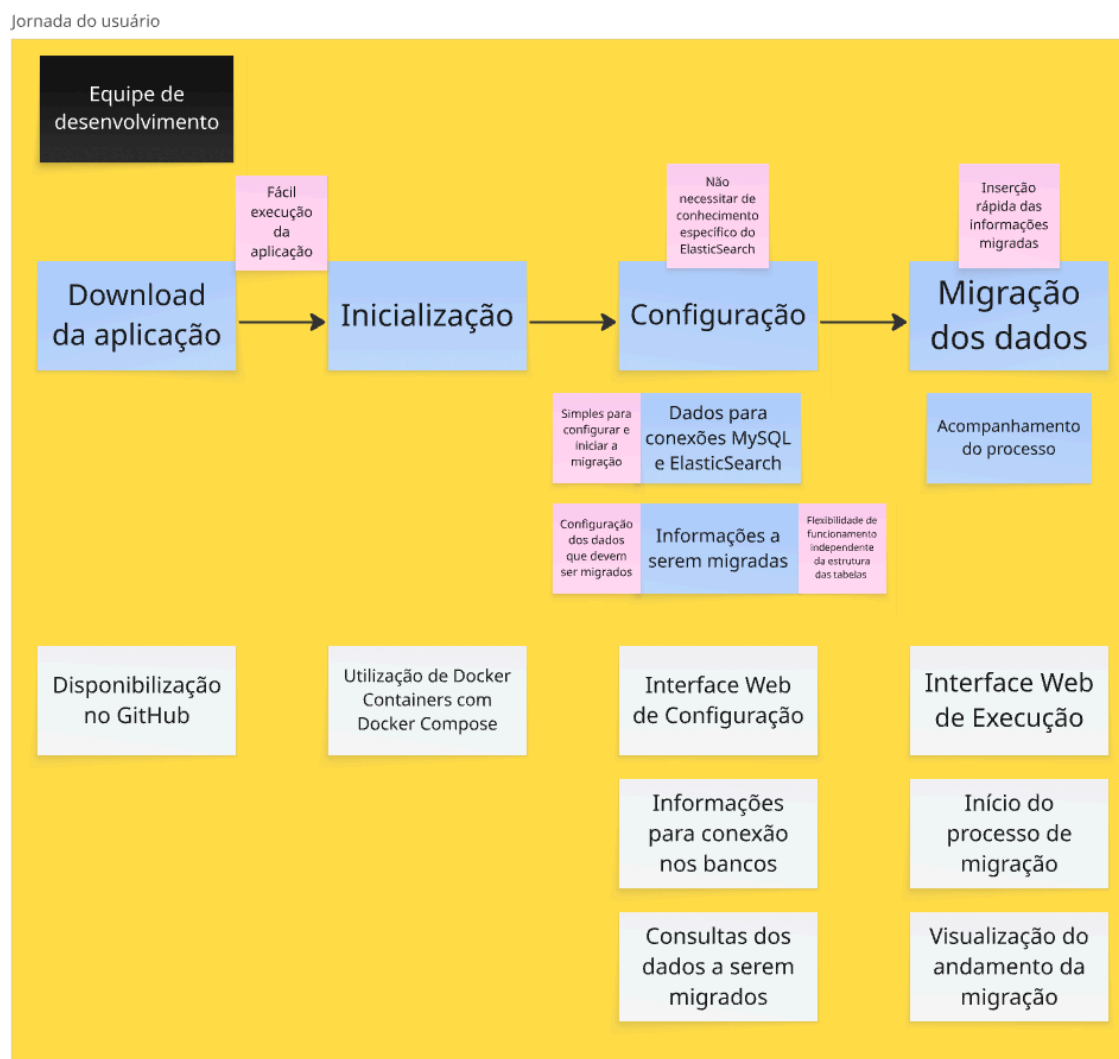 Jornada do usuário
Equipe de
desenvolvimento
Fácil
execução
da
aplicação
Não
necessitar de
conhecimento
específico do
ElasticSearch
Inserção
rápida das
informações
migradas
Download
da aplicação
Inicialização
Configuração
Migração
dos dados
Simples para
configurar e
iniciar a
migração
Dados para
conexões MySQL
e ElasticSearch
Acompanhamento
do processo
Configuração
dos dados
que devem
ser migrados
Informações a
serem migradas
Flexibilidade de
funcionamento
independente
da estrutura
das tabelas
Disponibilização
no GitHub
Utilização de Docker
Containers com
Docker Compose
Interface Web
de Configuração
Interface Web
de Execução
Informações
para conexão
nos bancos
Início do
processo de
migração
Consultas dos
dados a serem
migrados
Visualização do
andamento da
migração